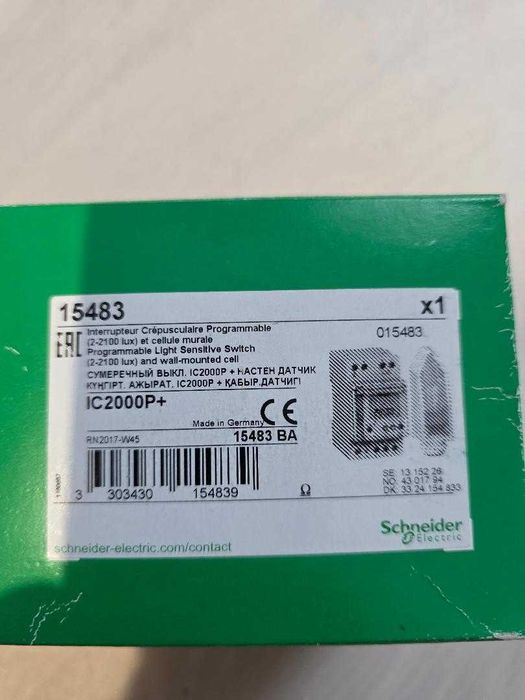 15483 x1
Interrupteur Crépusculaire Programmable
(2-2100 lux) et cellule murale
Programmable Light Sensitive Switch
(2-2100 lux) and wall-mounted cell
СУМЕРЕЧНЫЙ ВЫКЛ. IC2000P + НАСТЕН ДАТЧИК
КҮНГІРТ. АЖЫРАТ. IC2000P + ҚАБЫР.ДАТЧИГІ
015483
EAC
IC2000P+
Made in Germany CE
RN2017-W45 15483 BA
3 303430 154839 Ω
SE: 13 152 26
NO: 43 017 94
DK: 33 24 154 833
Schneider
Electric
schneider-electric.com/contact